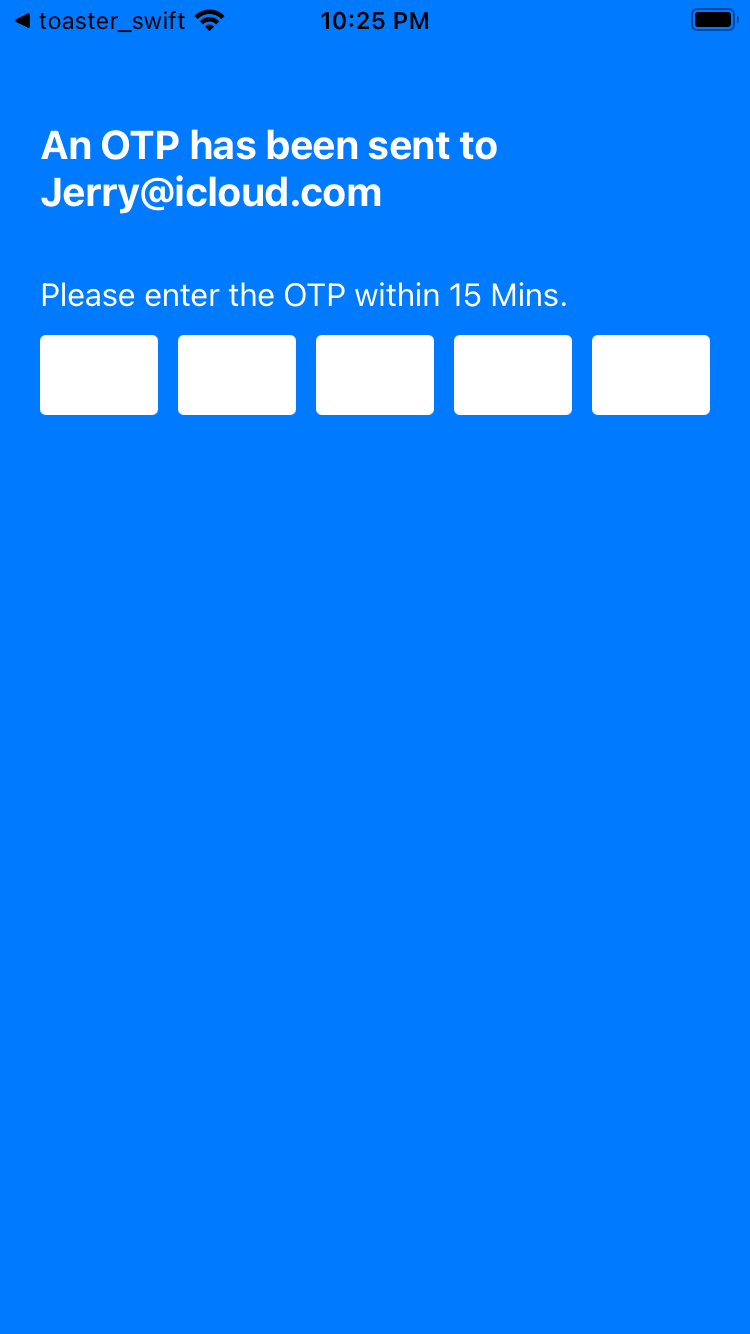 toaster_swift
10:25 PM
An OTP has been sent to
Jerry@icloud.com
Please enter the OTP within 15 Mins.